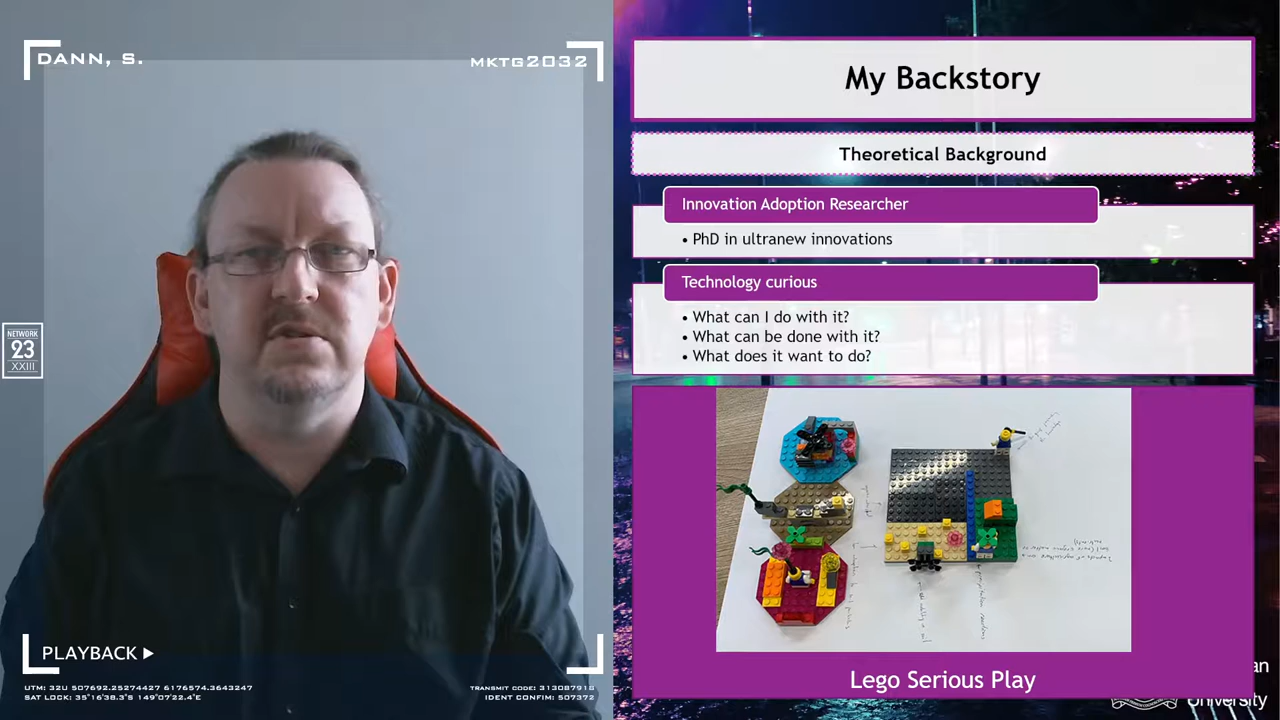 DANN, S.
MKTG2032
NETWORK
23
XXIII
PLAYBACK
UTM: 32U 507692.25274427 6176574.3643247
SAT LOCK: 35°16'38.3"S 149°07'22.4"E
TRANSMIT CODE: 313087918
IDENT CONFIM: 507372
My Backstory
Theoretical Background
Innovation Adoption Researcher
• PhD in ultranew innovations
Technology curious
• What can I do with it?
• What can be done with it?
• What does it want to do?
Lego Serious Play
University